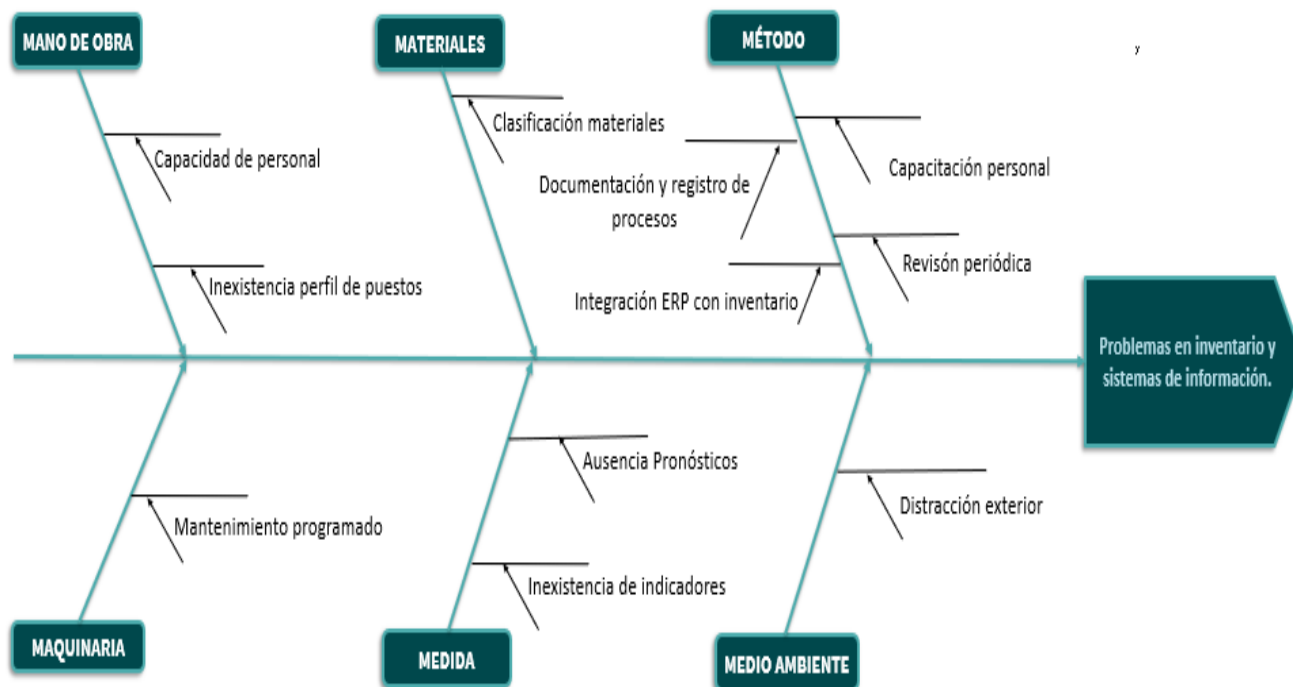 MANO DE OBRA
MATERIALES
MÉTODO
y
Clasificación materiales
Capacidad de personal
Capacitación personal
Documentación y registro de
procesos
Revisón periódica
Inexistencia perfil de puestos
Integración ERP con inventario
Problemas en inventario y
sistemas de información.
Ausencia Pronósticos
Distracción exterior
Mantenimiento programado
Inexistencia de indicadores
MAQUINARIA
MEDIDA
MEDIO AMBIENTE